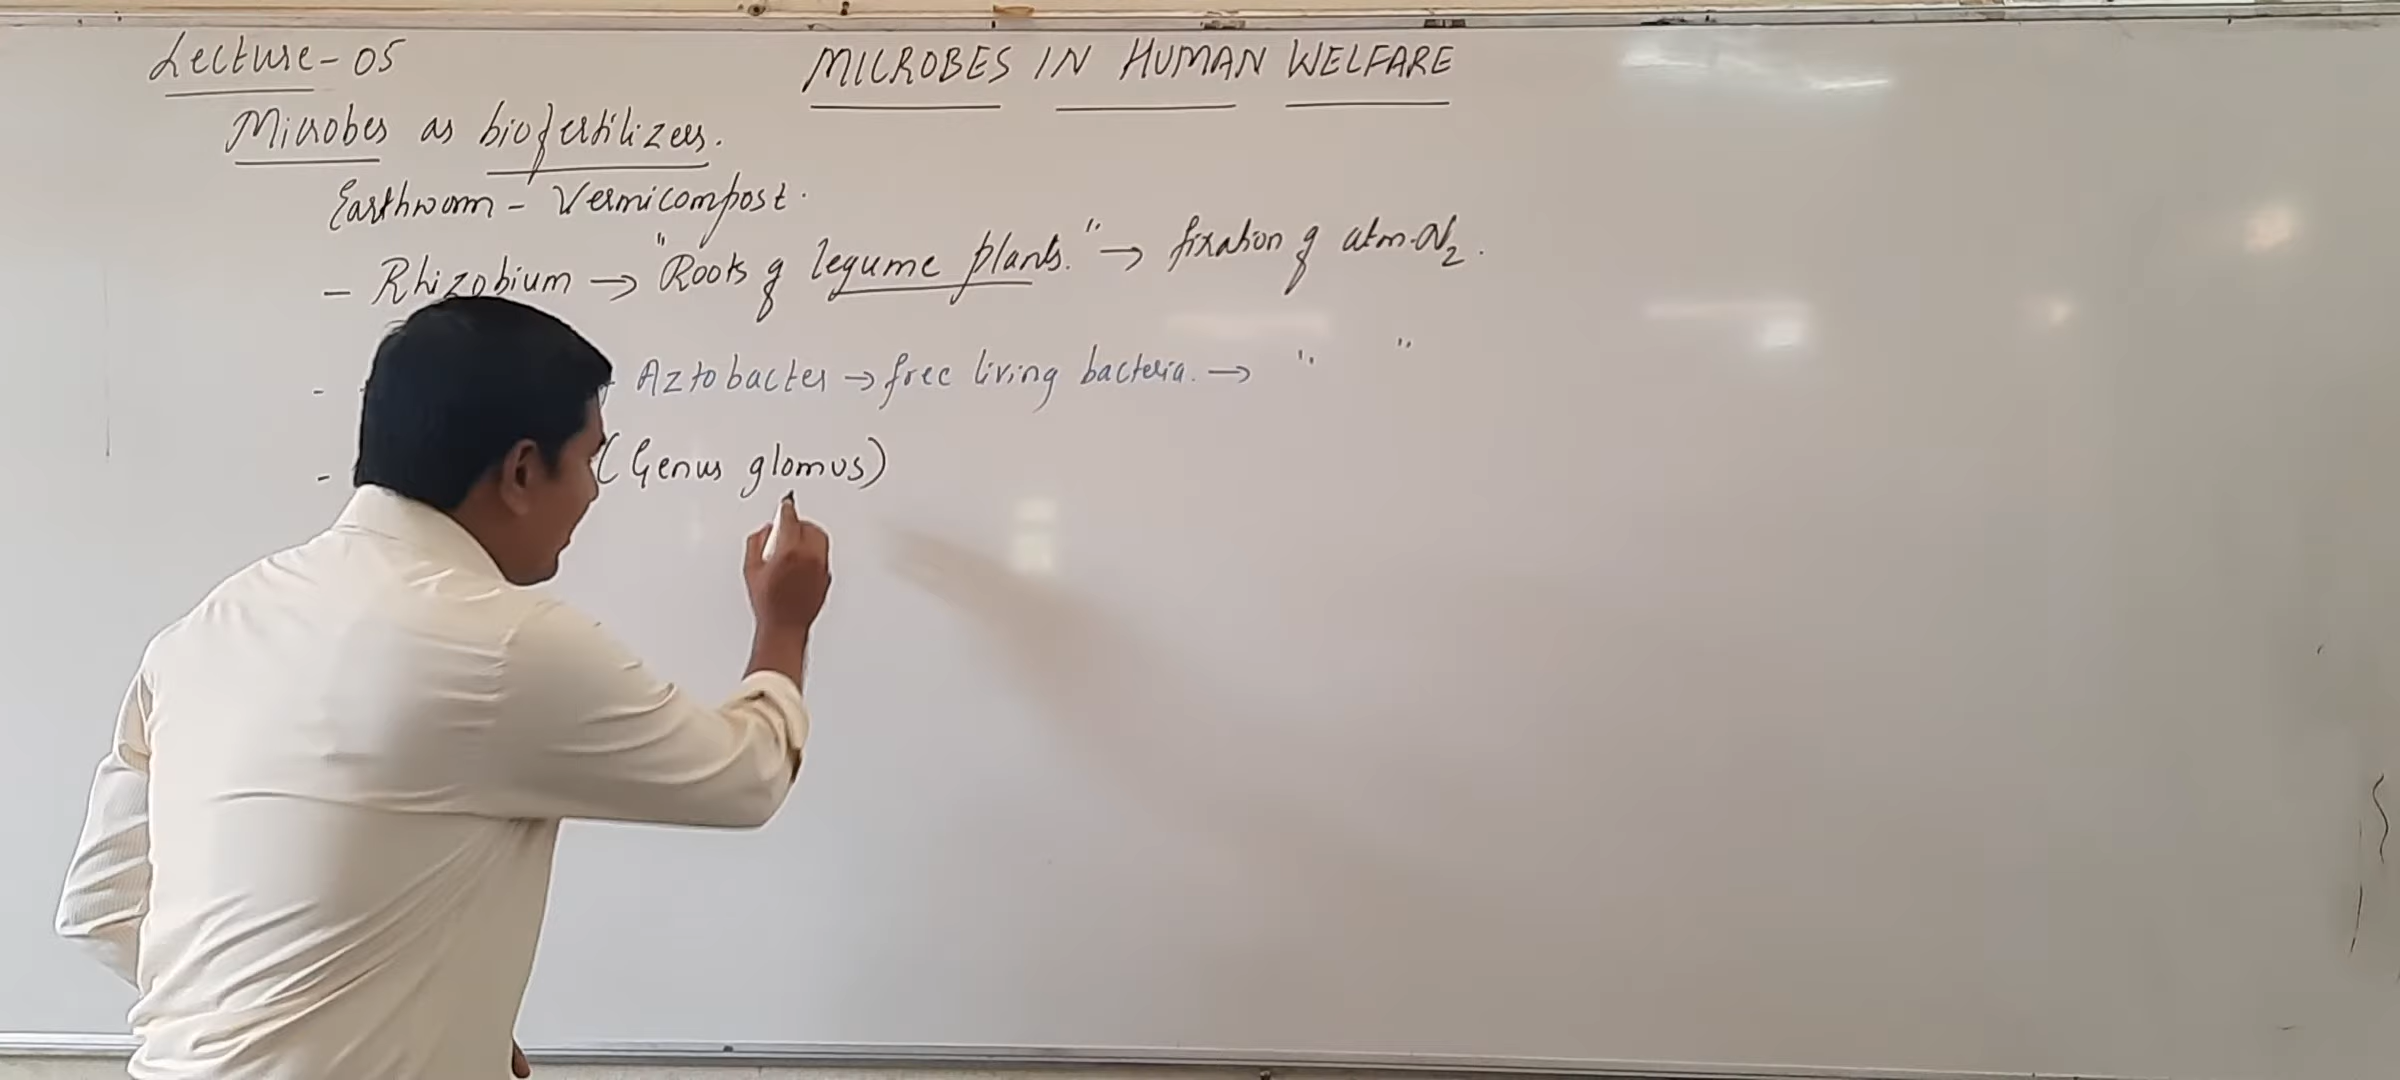 Lecture-05
MICROBES IN HUMAN WELFARE
Microbes as biofertilizers.
Earthworm - Vermicompost.
- Rhizobium → "Roots of legume plants." → fixation of atm. N2.
- Aztobacter → free living bacteria. → " "
- (Genus glomus)